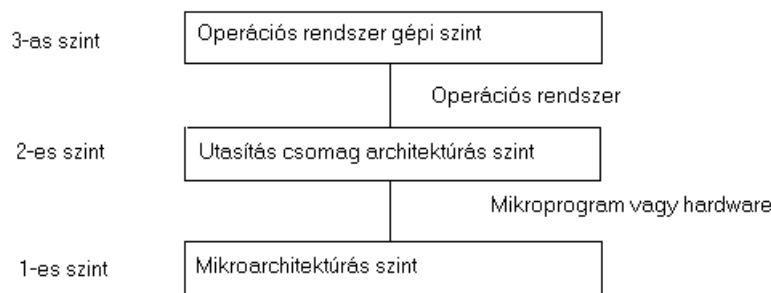 3-as szint
Operációs rendszer gépi szint
Operációs rendszer
2-es szint
Utasítás csomag architektúrás szint
Mikroprogram vagy hardware
1-es szint
Mikroarchitektúrás szint